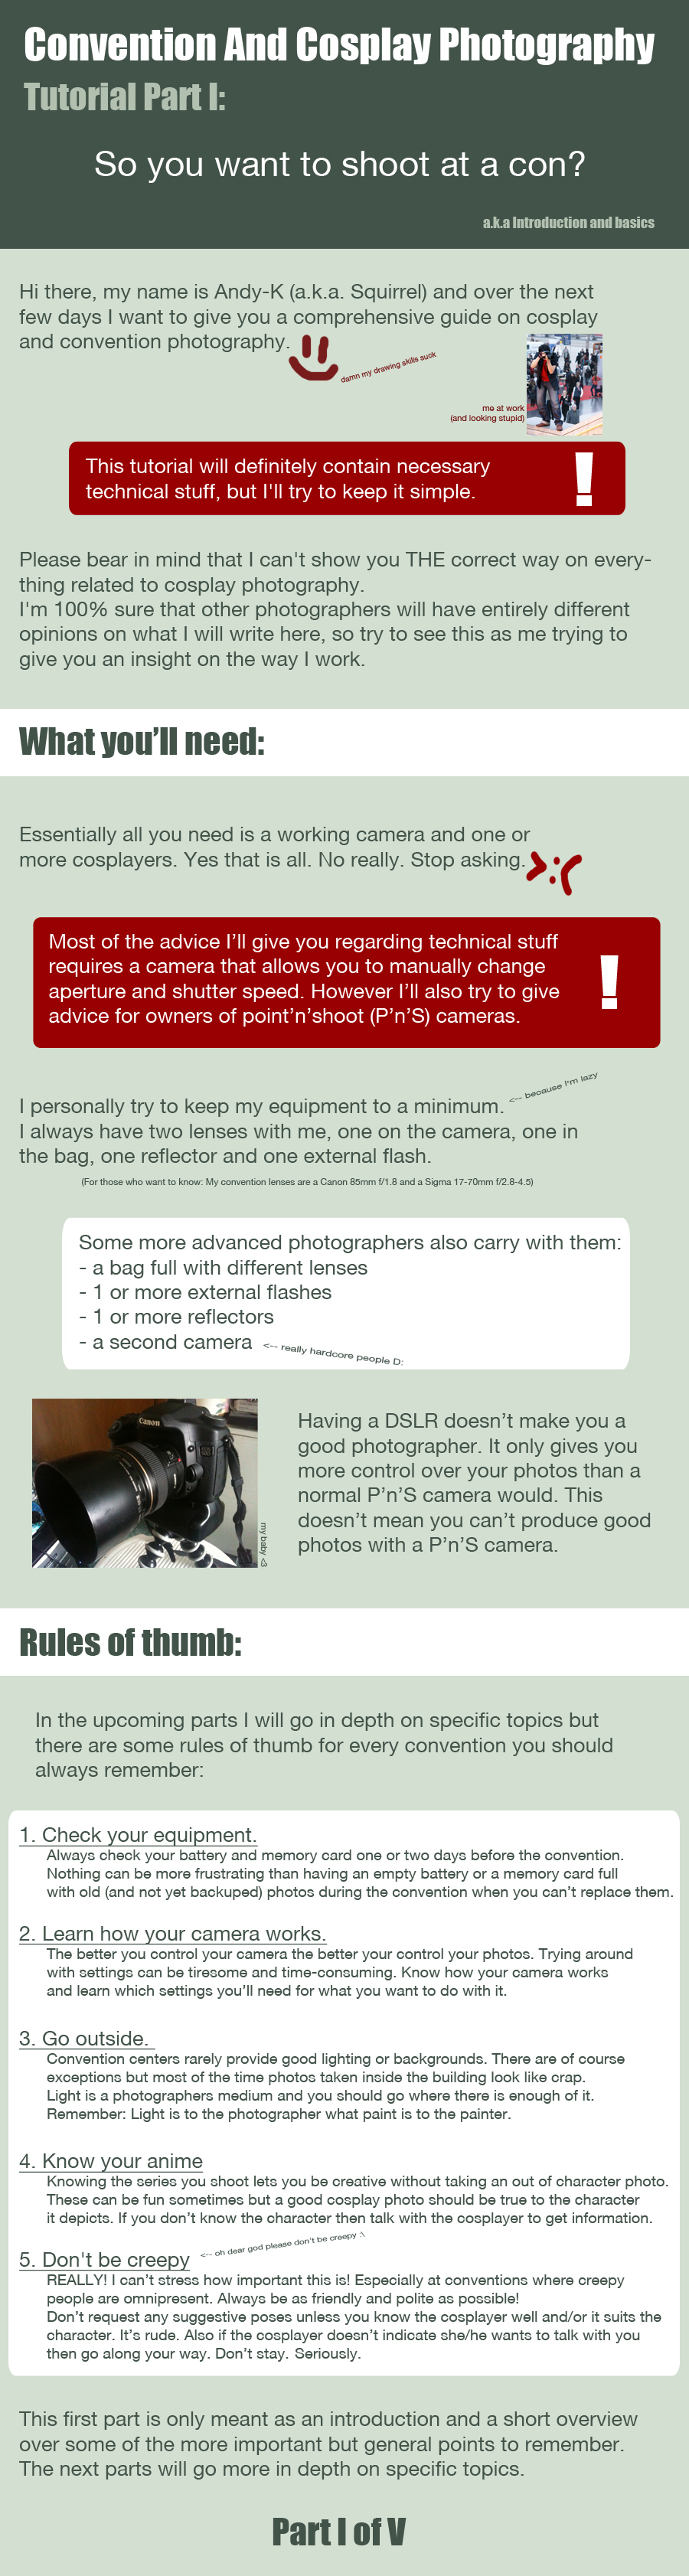 Convention And Cosplay Photography
Tutorial Part I:
So you want to shoot at a con?
a.k.a Introduction and basics
Hi there, my name is Andy-K (a.k.a. Squirrel) and over the next
few days I want to give you a comprehensive guide on cosplay
and convention photography.
damn my drawing skills suck
me at work
(and looking stupid)
This tutorial will definitely contain necessary
technical stuff, but I'll try to keep it simple.
!
Please bear in mind that I can't show you THE correct way on every-
thing related to cosplay photography.
I'm 100% sure that other photographers will have entirely different
opinions on what I will write here, so try to see this as me trying to
give you an insight on the way I work.
What you'll need:
Essentially all you need is a working camera and one or
more cosplayers. Yes that is all. No really. Stop asking.
>:(
Most of the advice I'll give you regarding technical stuff
requires a camera that allows you to manually change
aperture and shutter speed. However I'll also try to give
advice for owners of point'n'shoot (P'n'S) cameras.
!
<-- because I'm lazy
I personally try to keep my equipment to a minimum.
I always have two lenses with me, one on the camera, one in
the bag, one reflector and one external flash.
(For those who want to know: My convention lenses are a Canon 85mm f/1.8 and a Sigma 17-70mm f/2.8-4.5)
Some more advanced photographers also carry with them:
- a bag full with different lenses
- 1 or more external flashes
- 1 or more reflectors
- a second camera
<-- really hardcore people D:
Canon
my baby <3
Having a DSLR doesn't make you a
good photographer. It only gives you
more control over your photos than a
normal P'n'S camera would. This
doesn't mean you can't produce good
photos with a P'n'S camera.
Rules of thumb:
In the upcoming parts I will go in depth on specific topics but
there are some rules of thumb for every convention you should
always remember:
1. Check your equipment.
Always check your battery and memory card one or two days before the convention.
Nothing can be more frustrating than having an empty battery or a memory card full
with old (and not yet backuped) photos during the convention when you can't replace them.
2. Learn how your camera works.
The better you control your camera the better your control your photos. Trying around
with settings can be tiresome and time-consuming. Know how your camera works
and learn which settings you'll need for what you want to do with it.
3. Go outside.
Convention centers rarely provide good lighting or backgrounds. There are of course
exceptions but most of the time photos taken inside the building look like crap.
Light is a photographers medium and you should go where there is enough of it.
Remember: Light is to the photographer what paint is to the painter.
4. Know your anime
Knowing the series you shoot lets you be creative without taking an out of character photo.
These can be fun sometimes but a good cosplay photo should be true to the character
it depicts. If you don't know the character then talk with the cosplayer to get information.
5. Don't be creepy
<-- oh dear god please don't be creepy :\
REALLY! I can't stress how important this is! Especially at conventions where creepy
people are omnipresent. Always be as friendly and polite as possible!
Don't request any suggestive poses unless you know the cosplayer well and/or it suits the
character. It's rude. Also if the cosplayer doesn't indicate she/he wants to talk with you
then go along your way. Don't stay. Seriously.
This first part is only meant as an introduction and a short overview
over some of the more important but general points to remember.
The next parts will go more in depth on specific topics.
Part I of V